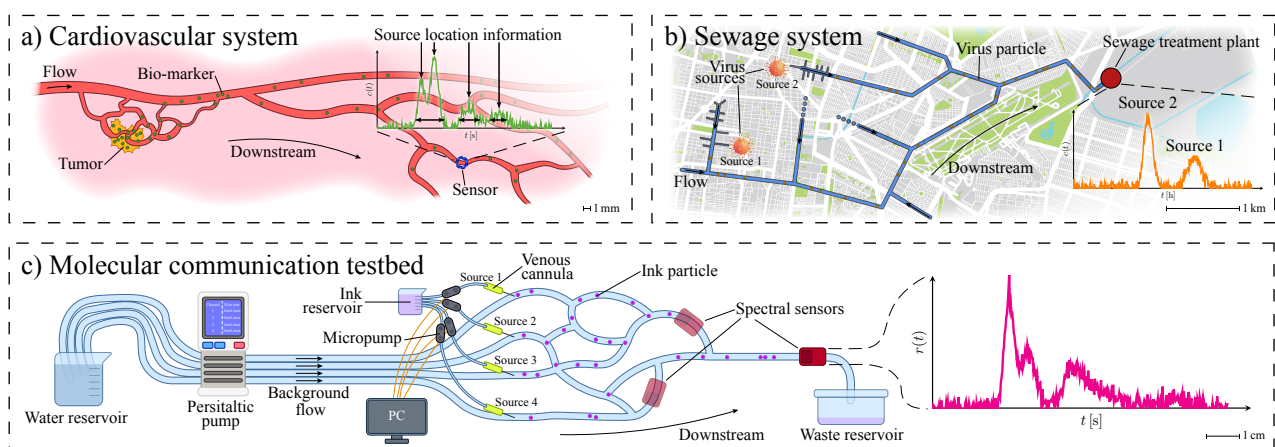 a) Cardiovascular system
Source location information
Flow
Bio-marker
c(t)
t [s]
Tumor
Downstream
Sensor
1 mm
b) Sewage system
Virus particle
Sewage treatment plant
Virus
sources
Source 2
Source 2
Source 1
Source 1
c(t)
Downstream
Flow
t [h]
1 km
c) Molecular communication testbed
Source 1
Venous
cannula
Ink particle
Ink
reservoir
Spectral sensors
Micropump
Source 2
Source 3
Background
flow
Source 4
PC
Water reservoir
Persitaltic
pump
Downstream
Waste reservoir
r(t)
t [s]
1 cm